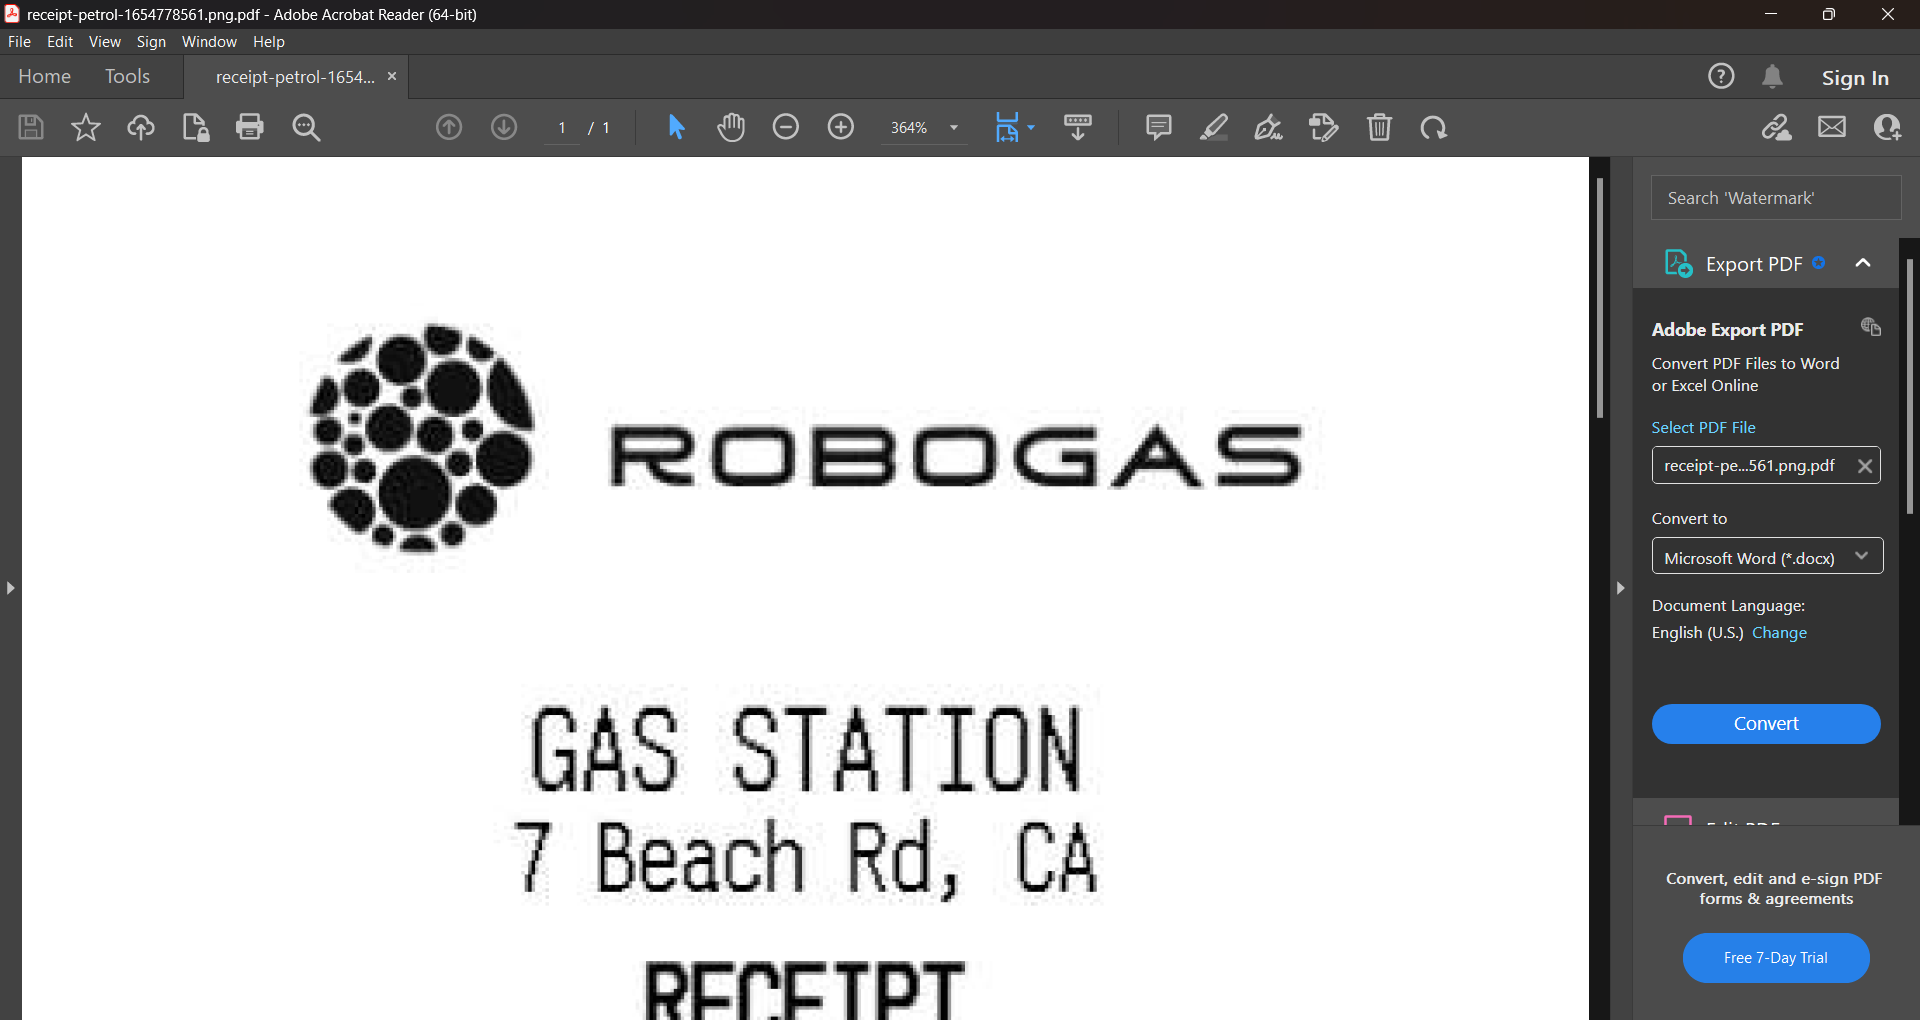 receipt-petrol-1654778561.png.pdf - Adobe Acrobat Reader (64-bit)
File Edit View Sign Window Help
Home Tools receipt-petrol-1654... × Sign In
1 / 1 364%
Search 'Watermark'
Export PDF
Adobe Export PDF
Convert PDF Files to Word
or Excel Online
Select PDF File
receipt-pe...561.png.pdf
Convert to
Microsoft Word (*.docx)
Document Language:
English (U.S.) Change
Convert
Edit PDF
Convert, edit and e-sign PDF
forms & agreements
Free 7-Day Trial
ROBOGAS
GAS STATION
7 Beach Rd, CA
RECEIPT